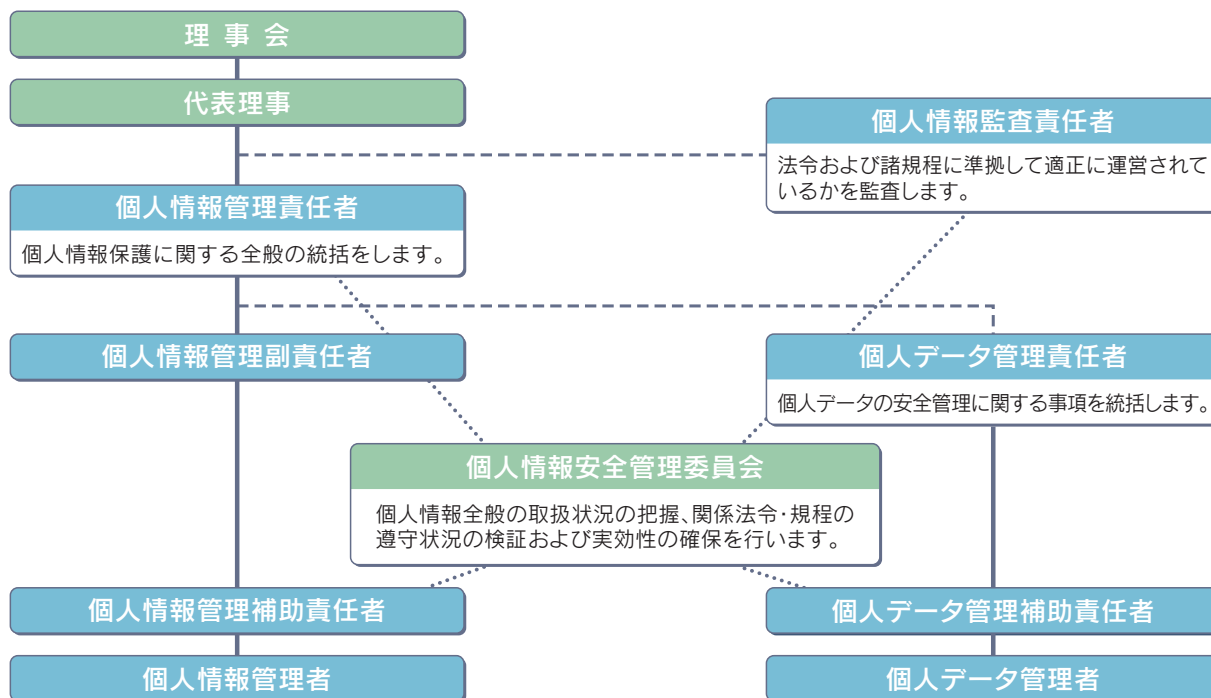 理事会
代表理事
個人情報監査責任者
法令および諸規程に準拠して適正に運営されて
いるかを監査します。
個人情報管理責任者
個人情報保護に関する全般の統括をします。
個人情報管理副責任者
個人データ管理責任者
個人データの安全管理に関する事項を統括します。
個人情報安全管理委員会
個人情報全般の取扱状況の把握、関係法令・規程の
遵守状況の検証および実効性の確保を行います。
個人情報管理補助責任者
個人データ管理補助責任者
個人情報管理者
個人データ管理者